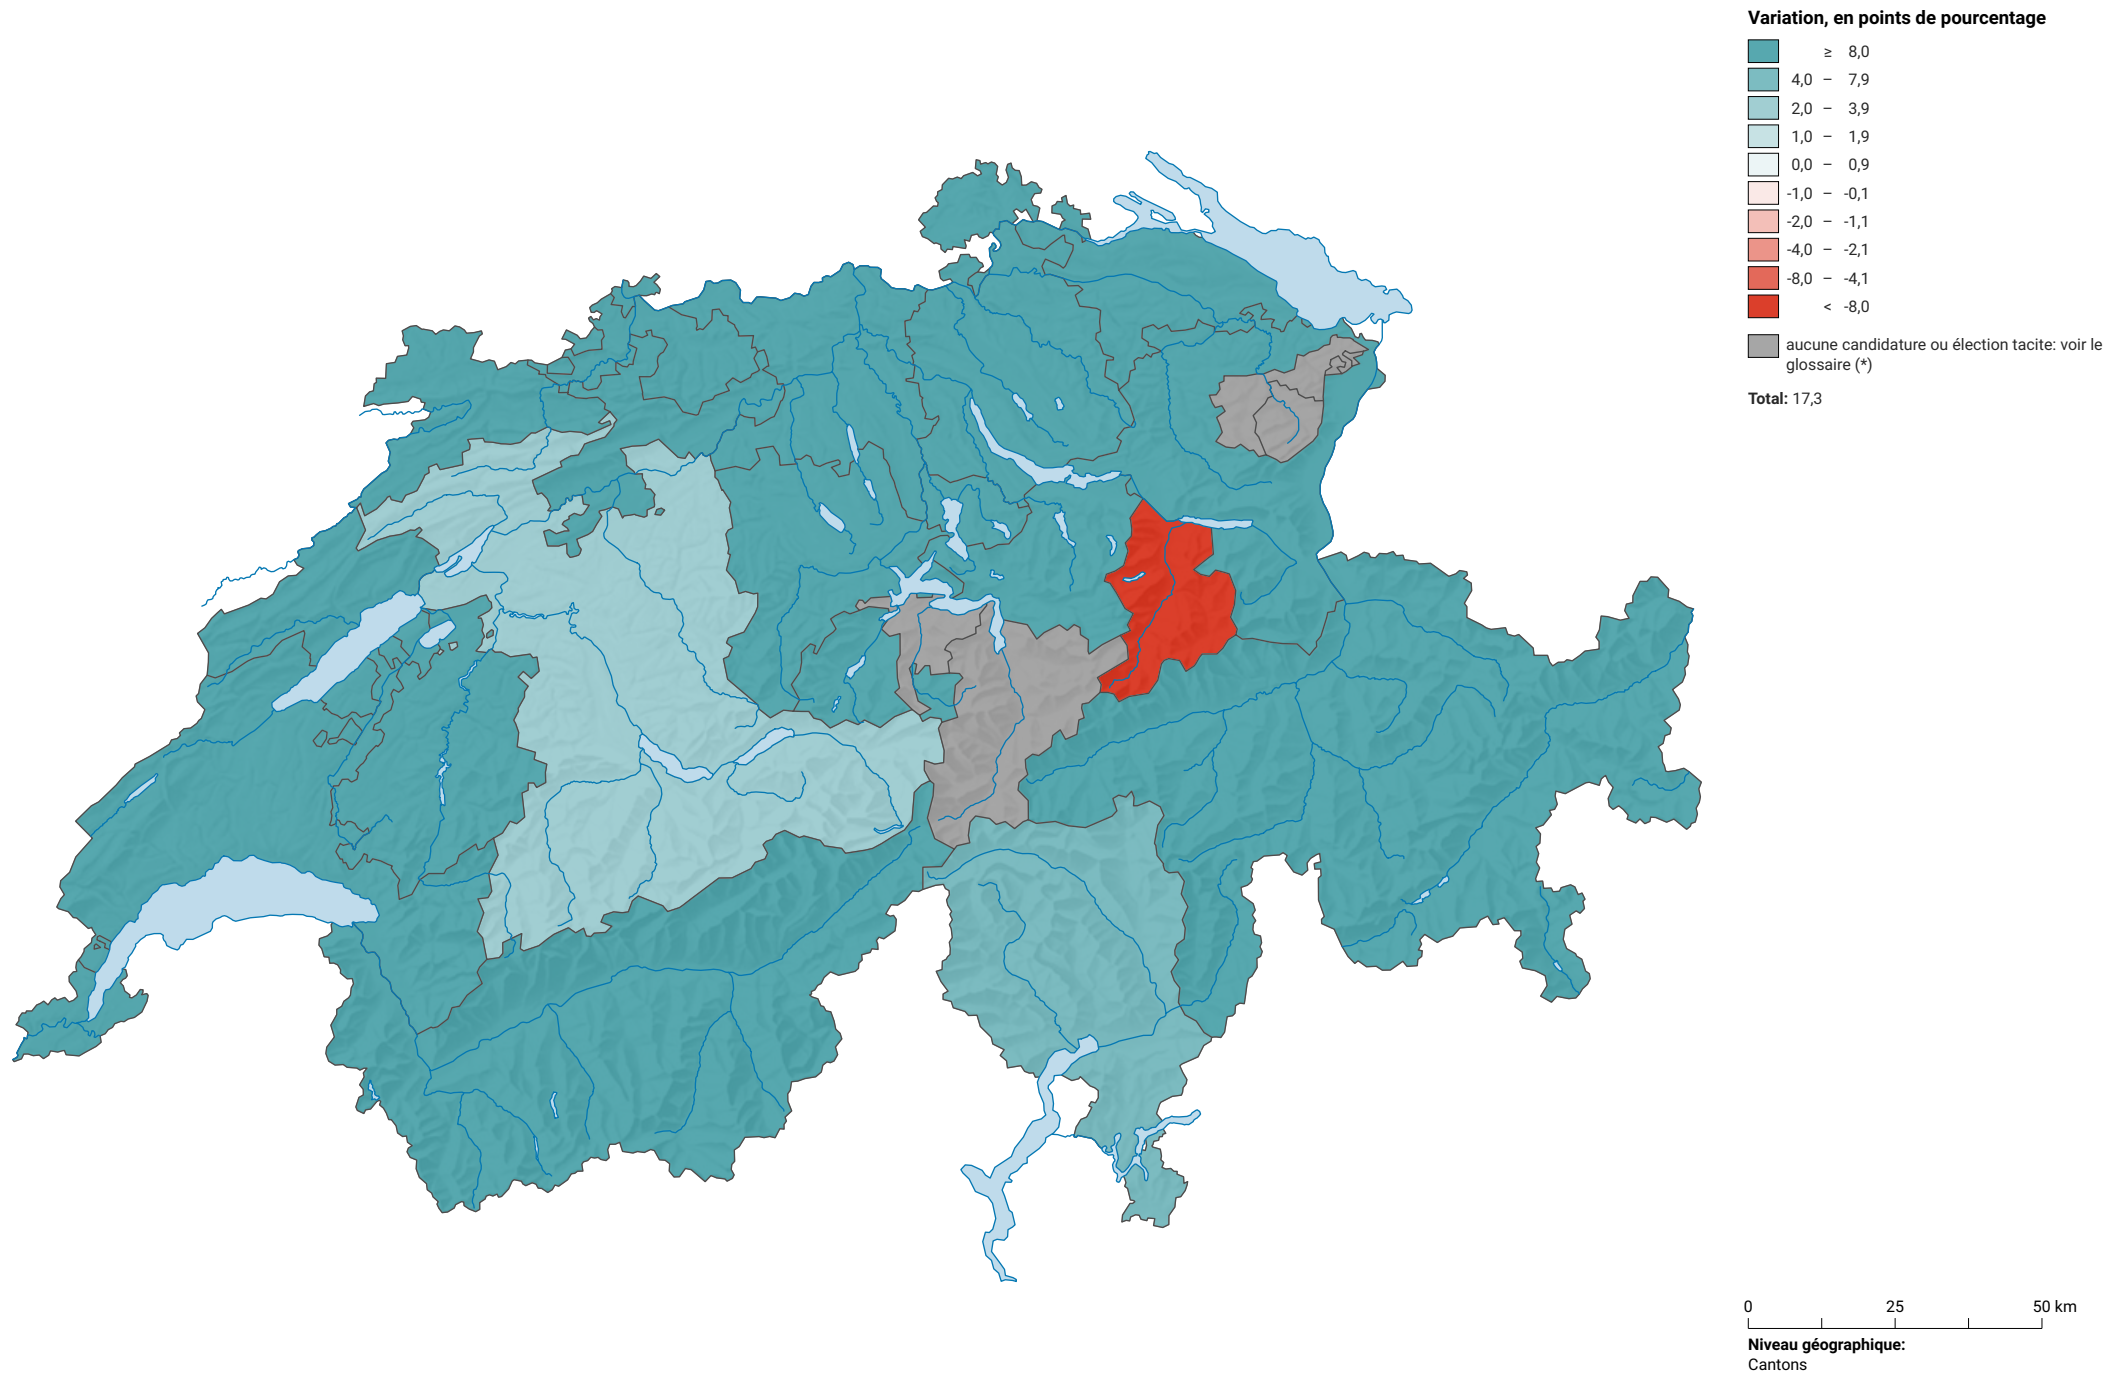 Variation, en points de pourcentage
≥ 8,0
4,0 – 7,9
2,0 – 3,9
1,0 – 1,9
0,0 – 0,9
-1,0 – -0,1
-2,0 – -1,1
-4,0 – -2,1
-8,0 – -4,1
< -8,0
aucune candidature ou élection tacite: voir le
glossaire (*)
Total: 17,3
0 25 50 km
Niveau géographique:
Cantons